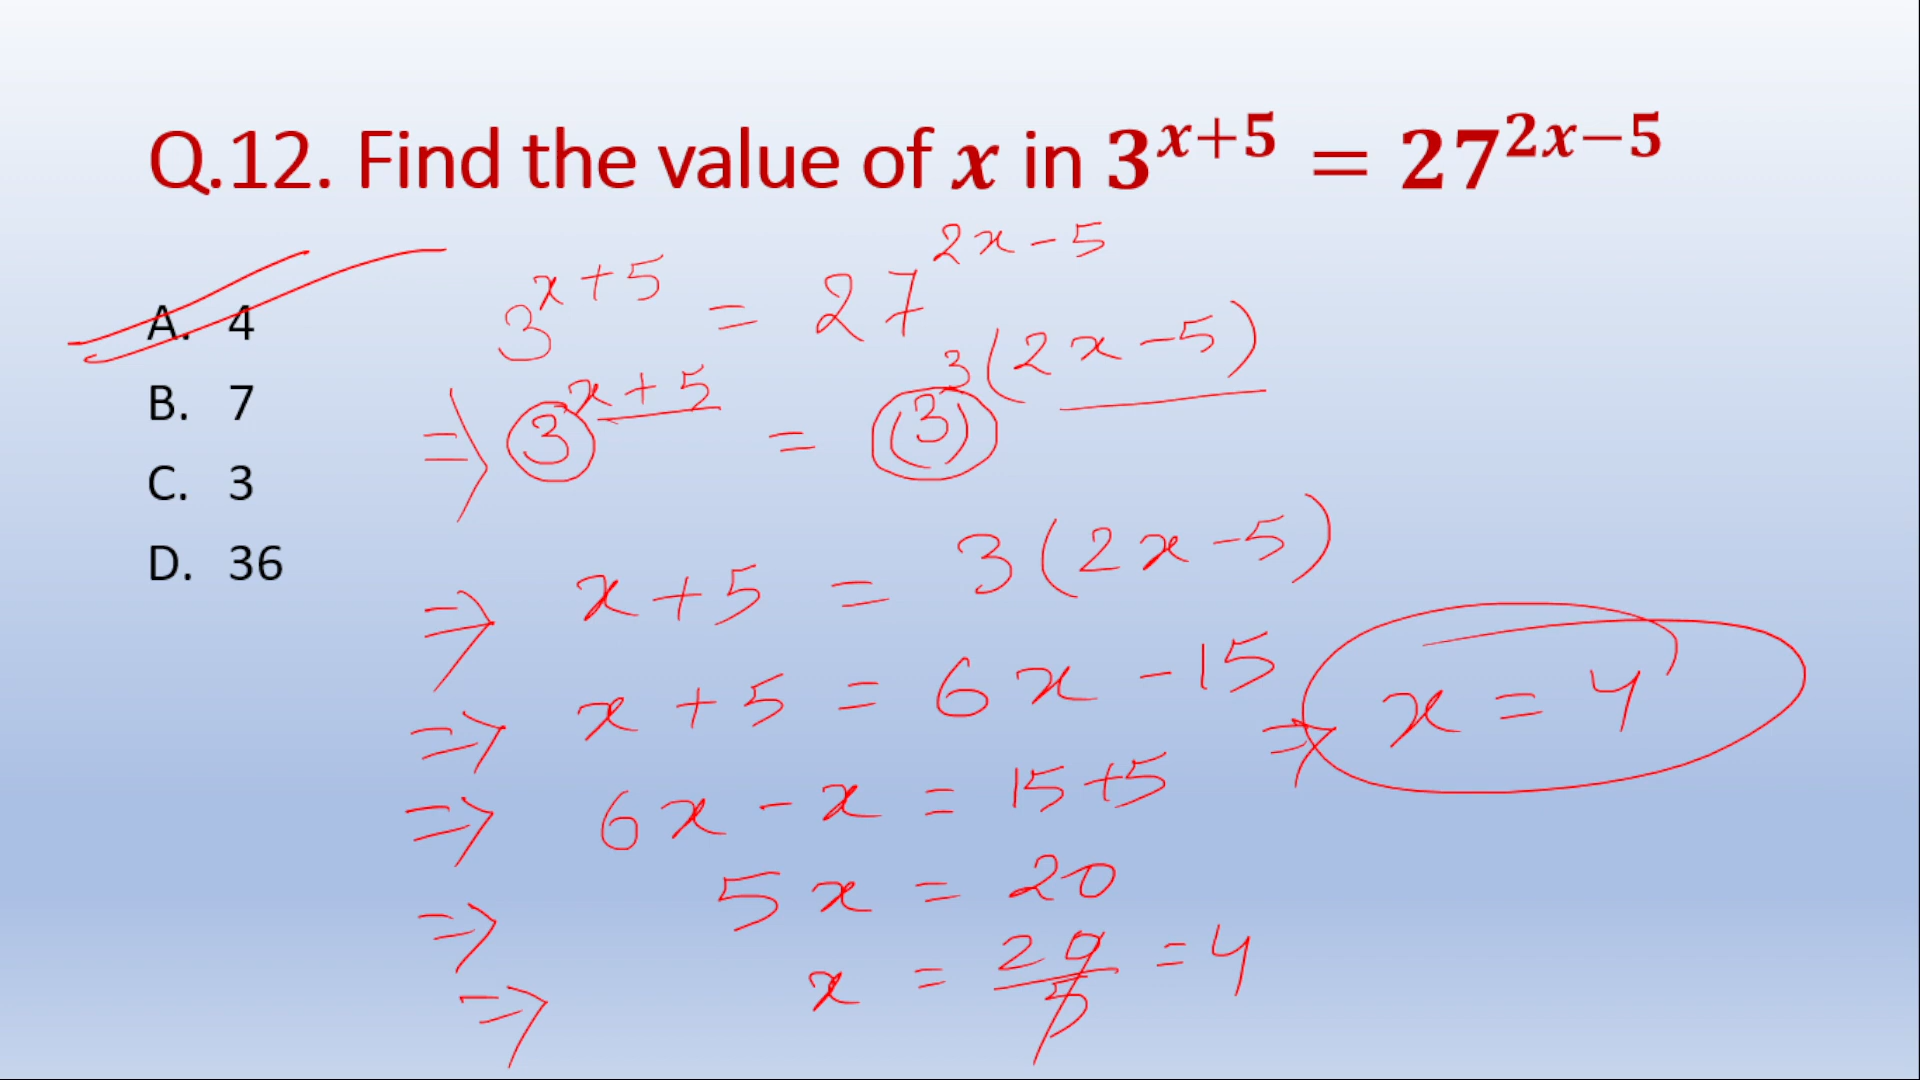 Q.12. Find the value of x in 3^{x+5} = 27^{2x-5}
A. 4
B. 7
C. 3
D. 36
3^{x+5} = 27^{2x-5}
⇒ 3^{x+5} = (3)^{3(2x-5)}
⇒ x+5 = 3(2x-5)
⇒ x+5 = 6x-15
⇒ 6x-x = 15+5
⇒ 5x = 20
⇒ x = 20/5 = 4
⇒ x = 4